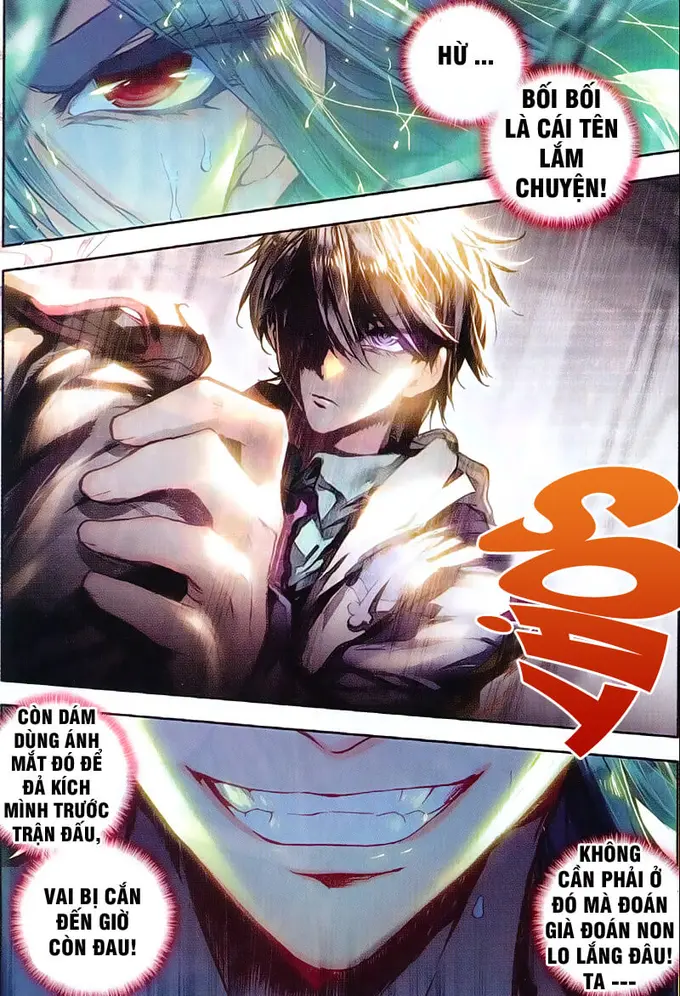 HỪ ...
BỐI BỐI
LÀ CÁI TÊN
LẮM
CHUYỆN!
CÒN DÁM
DÙNG ÁNH
MẮT ĐÓ ĐỂ
ĐẢ KÍCH
MÌNH TRƯỚC
TRẬN ĐẤU,
VAI BỊ CẮN
ĐẾN GIỜ
CÒN ĐAU!
KHÔNG
CẦN PHẢI Ở
ĐÓ MÀ ĐOÁN
GIÀ ĐOÁN NON
LO LẮNG ĐÂU!
TA ---